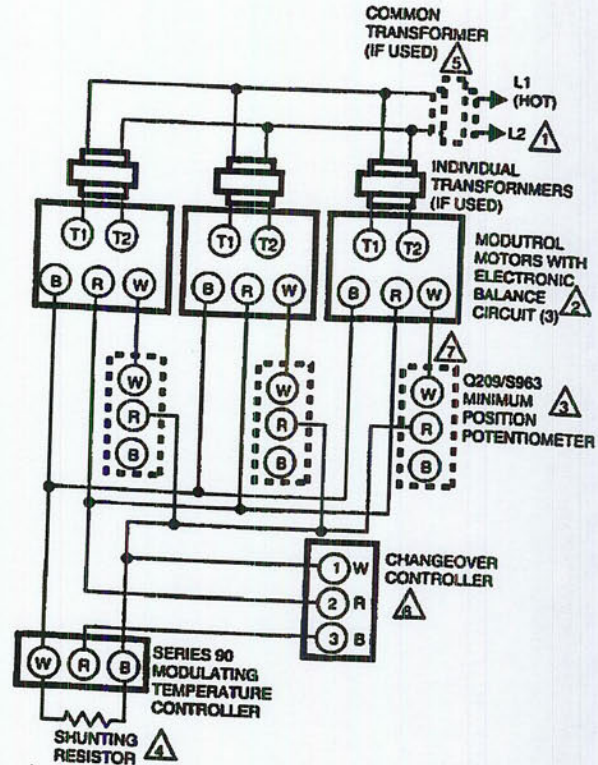 COMMON
TRANSFORMER
(IF USED)
5
L1
(HOT)
L2
1
INDIVIDUAL
TRANSFORNMERS
(IF USED)
T1 T2
T1 T2
T1 T2
MODUTROL
MOTORS WITH
ELECTRONIC
BALANCE
CIRCUIT (3)
2
B R W
B R W
B R W
7
W
R
B
W
R
B
W
R
B
Q209/S963
MINIMUM
POSITION
POTENTIOMETER
3
1 W
2 R
3 B
CHANGEOVER
CONTROLLER
6
W R B
SERIES 90
MODULATING
TEMPERATURE
CONTROLLER
SHUNTING
RESISTOR
4